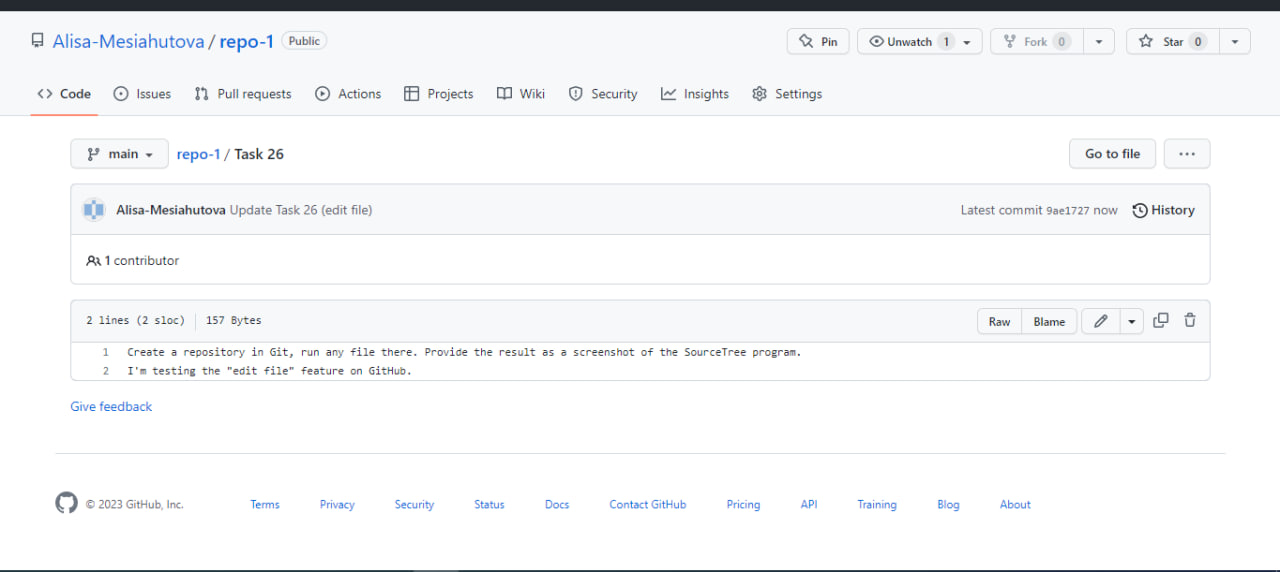 Alisa-Mesiahutova / repo-1 Public Pin Unwatch 1 Fork 0 Star 0
Code Issues Pull requests Actions Projects Wiki Security Insights Settings
main repo-1 / Task 26 Go to file ...
Alisa-Mesiahutova Update Task 26 (edit file) Latest commit 9ae1727 now History
1 contributor
2 lines (2 sloc) 157 Bytes Raw Blame
1 Create a repository in Git, run any file there. Provide the result as a screenshot of the SourceTree program.
2 I'm testing the "edit file" feature on GitHub.
Give feedback
© 2023 GitHub, Inc. Terms Privacy Security Status Docs Contact GitHub Pricing API Training Blog About